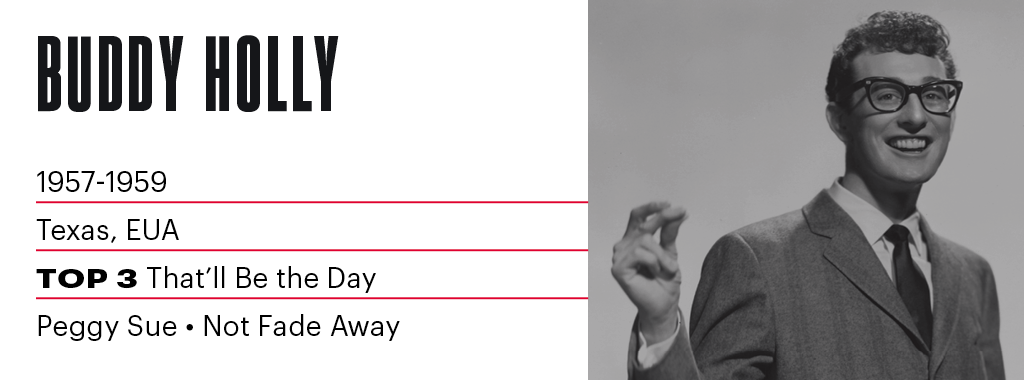 BUDDY HOLLY
1957-1959
Texas, EUA
TOP 3 That’ll Be the Day
Peggy Sue • Not Fade Away